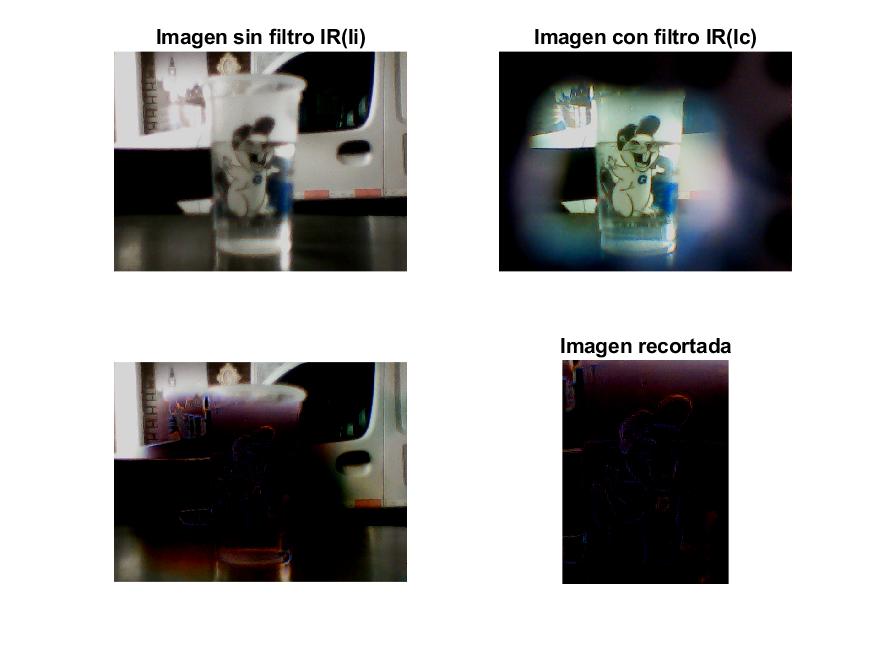 Imagen sin filtro IR(Ii)
Imagen con filtro IR(Ic)
G
G
Imagen recortada